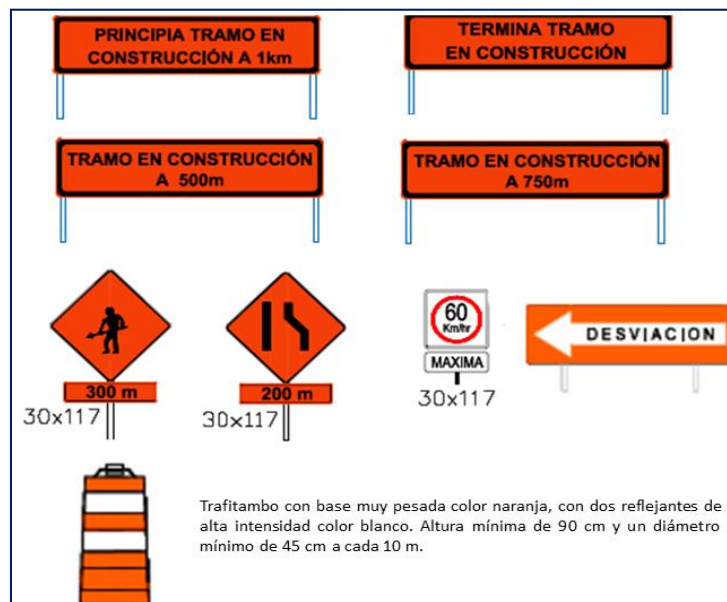 PRINCIPIA TRAMO EN
CONSTRUCCIÓN A 1km
TERMINA TRAMO
EN CONSTRUCCIÓN
TRAMO EN CONSTRUCCIÓN
A 500m
TRAMO EN CONSTRUCCIÓN
A 750m
300 m
30x117
200 m
30x117
60
Km/hr
MAXIMA
30x117
DESVIACION
Trafitambo con base muy pesada color naranja, con dos reflejantes de
alta intensidad color blanco. Altura mínima de 90 cm y un diámetro
mínimo de 45 cm a cada 10 m.